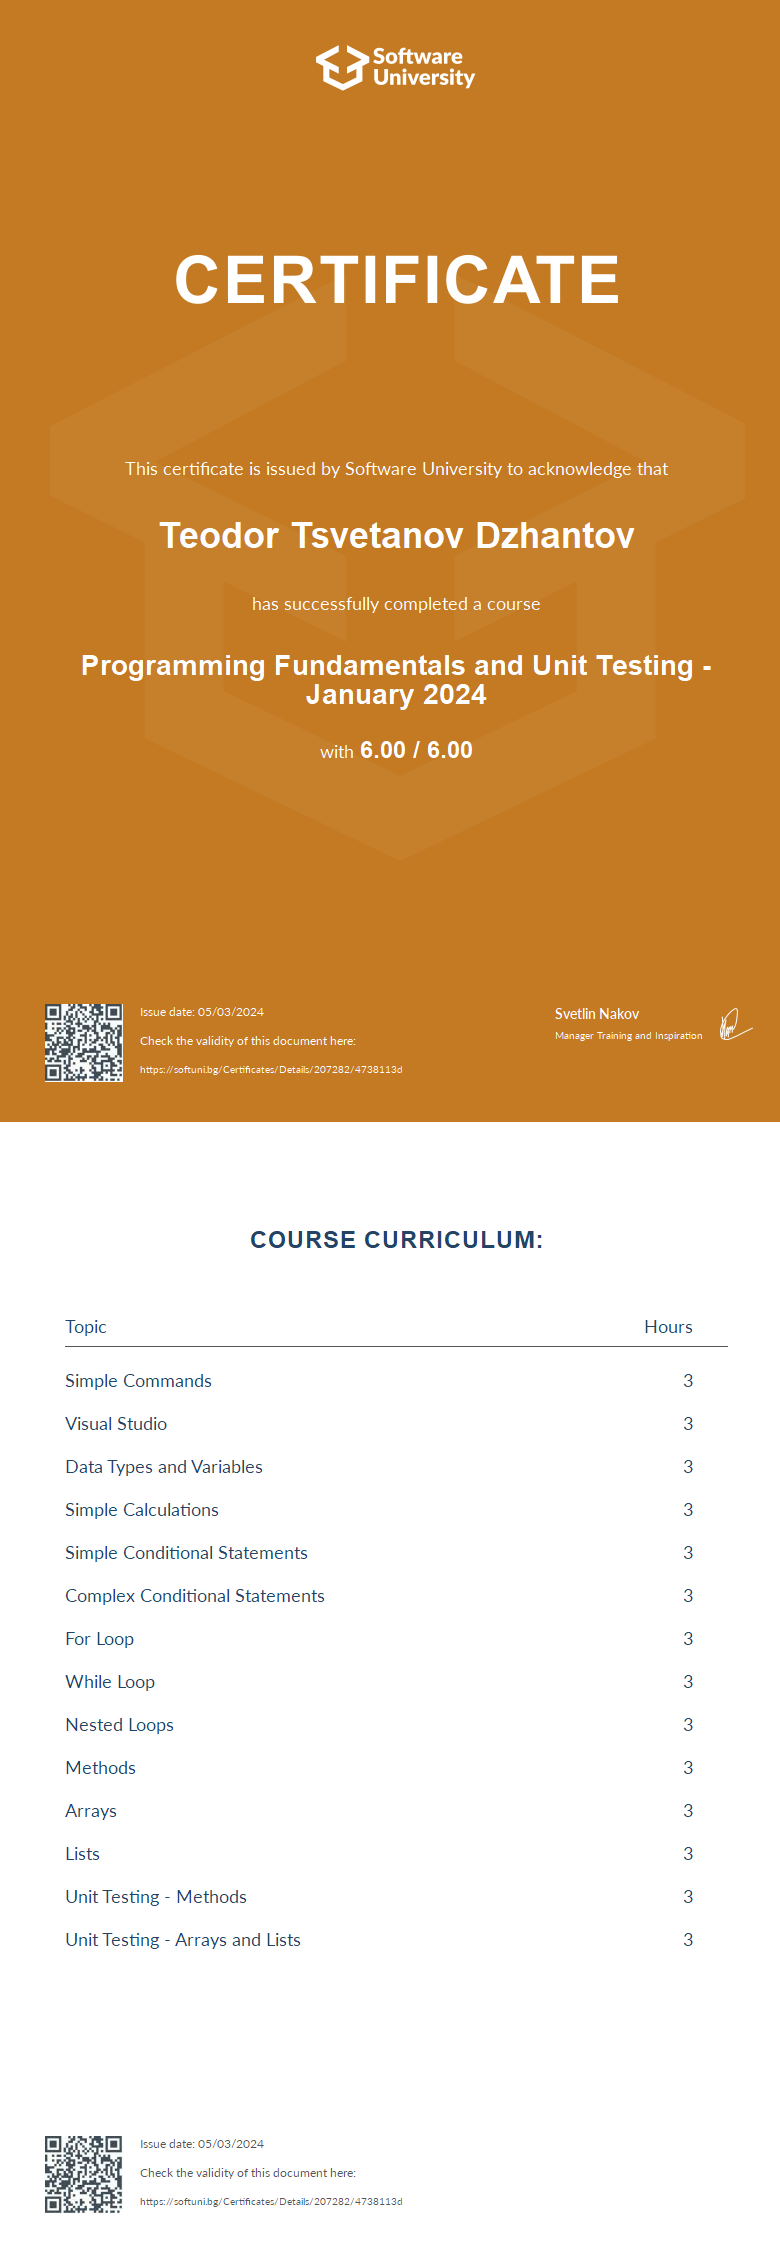 Software
University
CERTIFICATE
This certificate is issued by Software University to acknowledge that
Teodor Tsvetanov Dzhantov
has successfully completed a course
Programming Fundamentals and Unit Testing -
January 2024
with 6.00 / 6.00
Issue date: 05/03/2024
Check the validity of this document here:
https://softuni.bg/Certificates/Details/207282/4738113d
Svetlin Nakov
Manager Training and Inspiration
COURSE CURRICULUM:
Topic Hours
Simple Commands 3
Visual Studio 3
Data Types and Variables 3
Simple Calculations 3
Simple Conditional Statements 3
Complex Conditional Statements 3
For Loop 3
While Loop 3
Nested Loops 3
Methods 3
Arrays 3
Lists 3
Unit Testing - Methods 3
Unit Testing - Arrays and Lists 3
Issue date: 05/03/2024
Check the validity of this document here:
https://softuni.bg/Certificates/Details/207282/4738113d